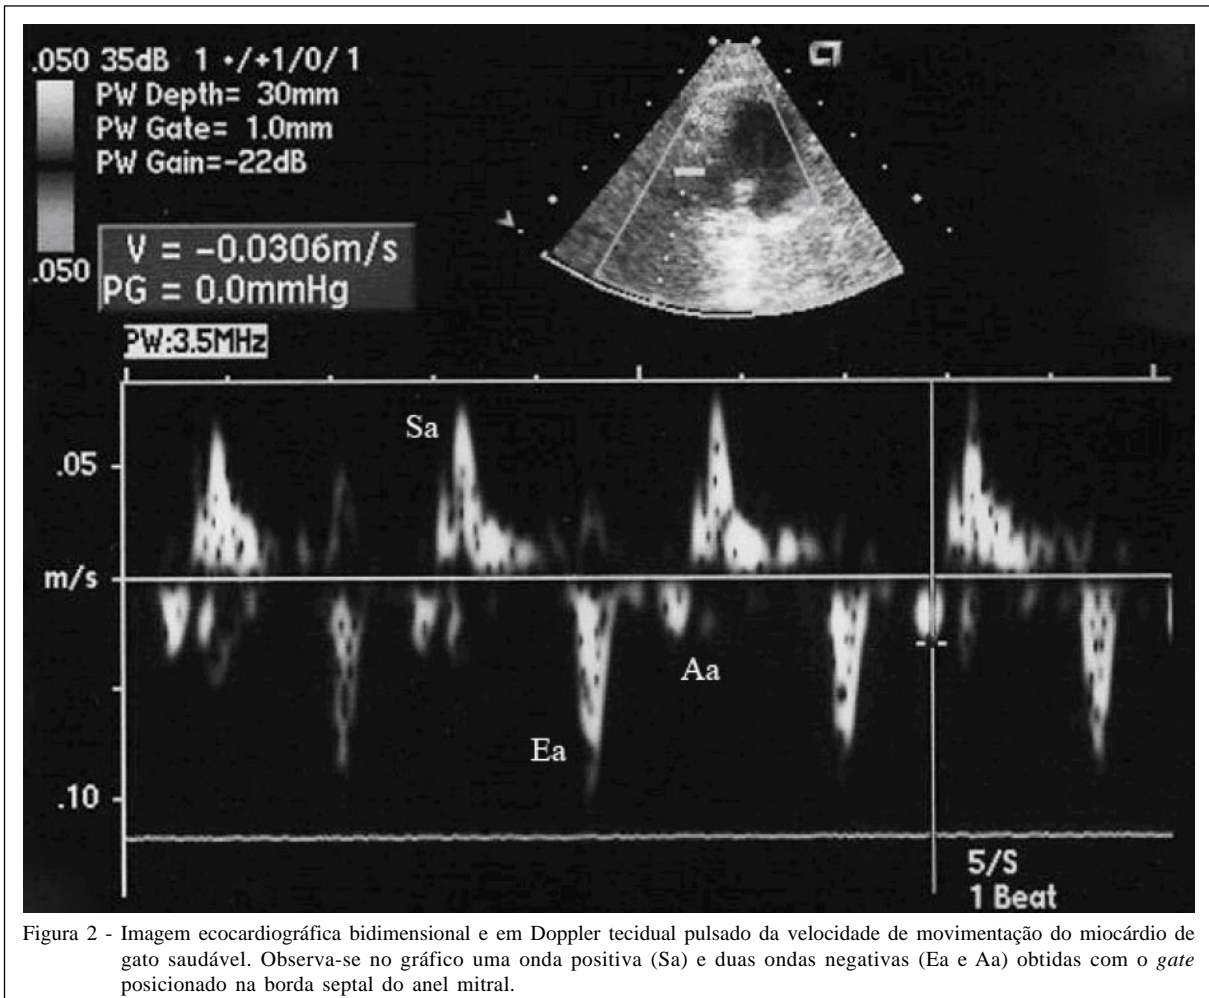 .050 35dB 1 •/+1/0/ 1
PW Depth= 30mm
PW Gate= 1.0mm
PW Gain=-22dB
.050
V = -0.0306m/s
PG = 0.0mmHg
PW:3.5MHz
Sa
.05
m/s
Aa
Ea
.10
5/S
1 Beat
Figura 2 - Imagem ecocardiográfica bidimensional e em Doppler tecidual pulsado da velocidade de movimentação do miocárdio de
gato saudável. Observa-se no gráfico uma onda positiva (Sa) e duas ondas negativas (Ea e Aa) obtidas com o gate
posicionado na borda septal do anel mitral.